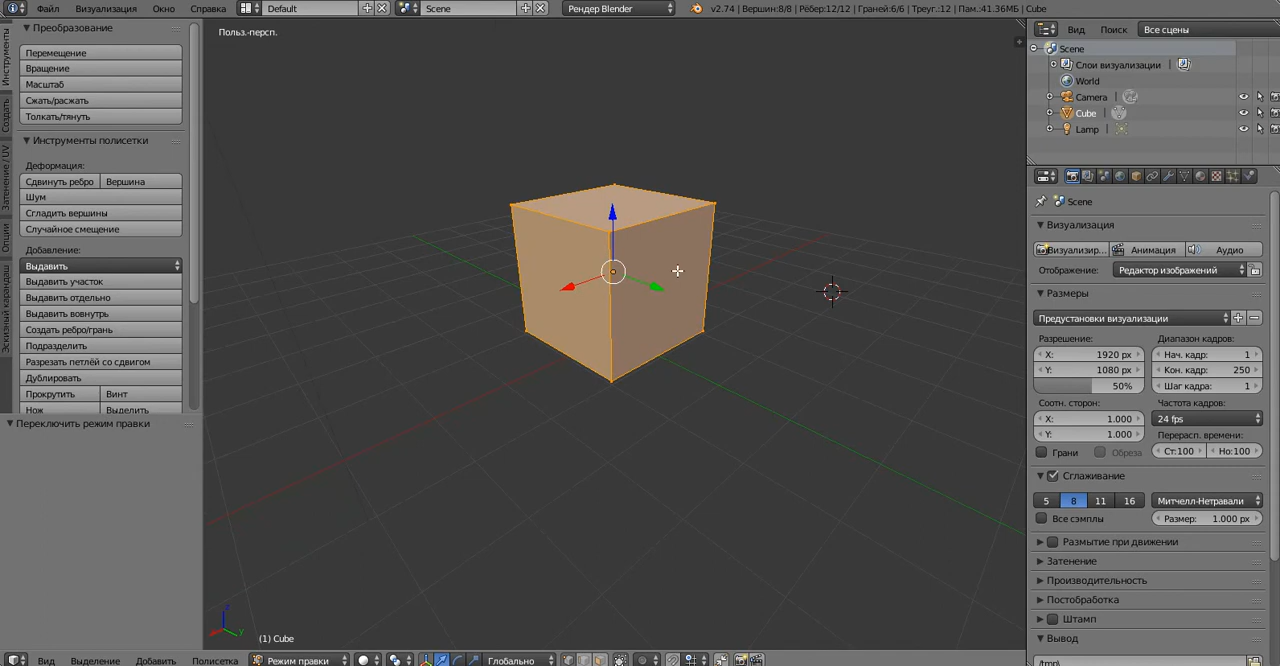 Файл Визуализация Окно Справка Default Scene Рендер Blender v2.74 | Вершин:8/8 | Рёбер:12/12 | Граней:6/6 | Треуг.:12 | Пам.:41.36МБ | Cube
Преобразование
Перемещение
Вращение
Масштаб
Сжать/расжать
Толкать/тянуть
Инструменты полисетки
Деформация:
Сдвинуть ребро Вершина
Шум
Сгладить вершины
Случайное смещение
Добавление:
Выдавить
Выдавить участок
Выдавить отдельно
Выдавить вовнутрь
Создать ребро/грань
Подразделить
Разрезать петлёй со сдвигом
Дублировать
Прокрутить Винт
Нож Выделить
Переключить режим правки
Инструменты
Создать
Затенение / UV
Опции
Эскизный карандаш
Польз.-персп.
z
y
(1) Cube
Вид Выделение Добавить Полисетка Режим правки Глобально
Вид Поиск Все сцены
Scene
Слои визуализации |
World
Camera |
Cube |
Lamp |
Scene
Визуализация
Визуализир... Анимация Аудио
Отображение: Редактор изображений
Размеры
Предустановки визуализации
Разрешение: Диапазон кадров:
X: 1920 px Нач. кадр: 1
Y: 1080 px Кон. кадр: 250
50% Шаг кадра: 1
Соотн. сторон: Частота кадров:
X: 1.000 24 fps
Y: 1.000 Перерасп. времени:
Грани Обреза Ст:100 Но:100
Сглаживание
5 8 11 16 Митчелл-Нетравали
Все сэмплы Размер: 1.000 px
Размытие при движении
Затенение
Производительность
Постобработка
Штамп
Вывод
/tmp\